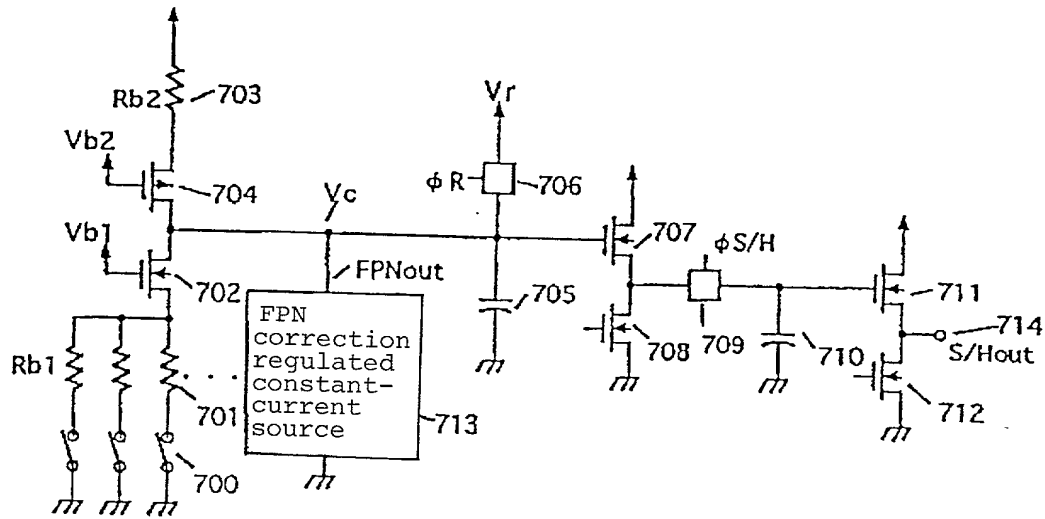 Rb2
703
Vb2
704
Vr
ϕR
706
Vc
Vb1
702
FPNout
705
707
ϕS/H
708
709
710
711
714
S/Hout
712
Rb1
701
700
FPN
correction
regulated
constant-
current
source
713